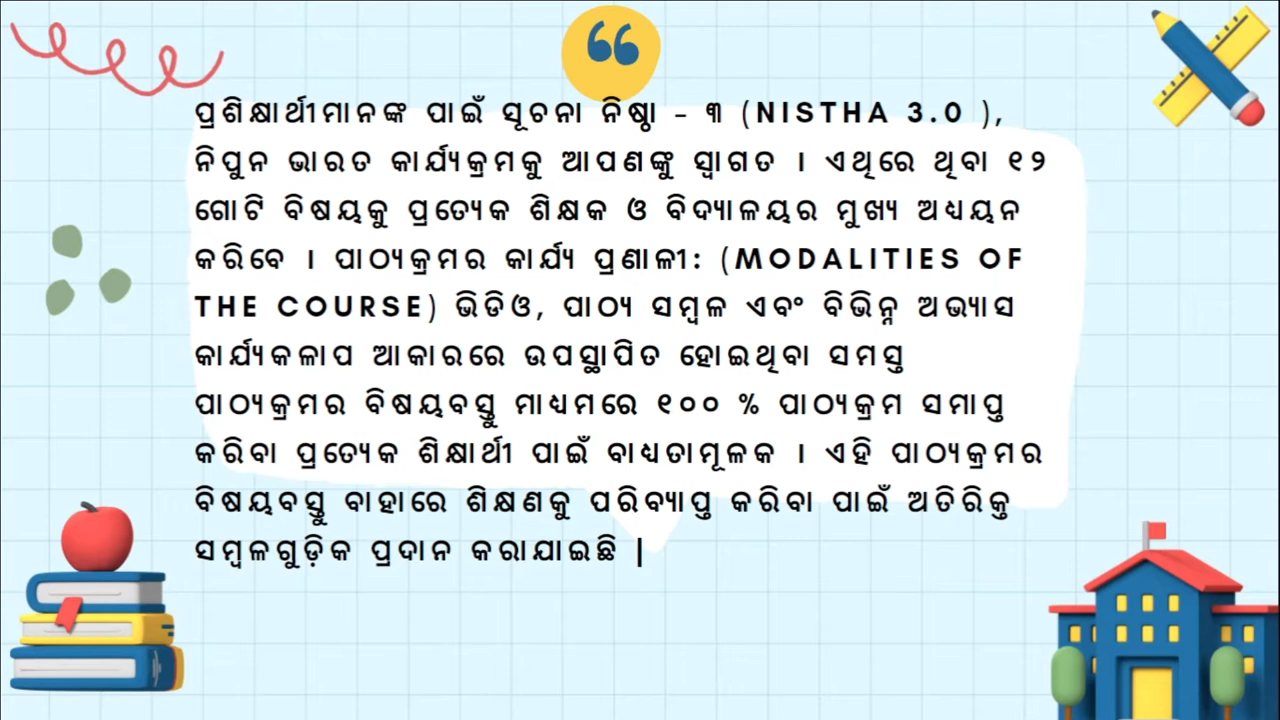 ପ୍ରଶିକ୍ଷାର୍ଥୀମାନଙ୍କ ପାଇଁ ସୂଚନା ନିଷ୍ଠା – ୩ (NISTHA 3.0 ),
ନିପୁନ ଭାରତ କାର୍ଯ୍ୟକ୍ରମକୁ ଆପଣଙ୍କୁ ସ୍ୱାଗତ । ଏଥିରେ ଥିବା ୧୨
ଗୋଟି ବିଷୟକୁ ପ୍ରତ୍ୟେକ ଶିକ୍ଷକ ଓ ବିଦ୍ୟାଳୟର ମୁଖ୍ୟ ଅଧ୍ୟୟନ
କରିବେ । ପାଠ୍ୟକ୍ରମର କାର୍ଯ୍ୟ ପ୍ରଣାଳୀ: (MODALITIES OF
THE COURSE) ଭିଡିଓ, ପାଠ୍ୟ ସମ୍ବଳ ଏବଂ ବିଭିନ୍ନ ଅଭ୍ୟାସ
କାର୍ଯ୍ୟକଳାପ ଆକାରରେ ଉପସ୍ଥାପିତ ହୋଇଥିବା ସମସ୍ତ
ପାଠ୍ୟକ୍ରମର ବିଷୟବସ୍ତୁ ମାଧ୍ୟମରେ ୧୦୦ % ପାଠ୍ୟକ୍ରମ ସମାପ୍ତ
କରିବା ପ୍ରତ୍ୟେକ ଶିକ୍ଷାର୍ଥୀ ପାଇଁ ବାଧ୍ୟତାମୂଳକ । ଏହି ପାଠ୍ୟକ୍ରମର
ବିଷୟବସ୍ତୁ ବାହାରେ ଶିକ୍ଷଣକୁ ପରିବ୍ୟାପ୍ତ କରିବା ପାଇଁ ଅତିରିକ୍ତ
ସମ୍ବଳଗୁଡ଼ିକ ପ୍ରଦାନ କରାଯାଇଛି |